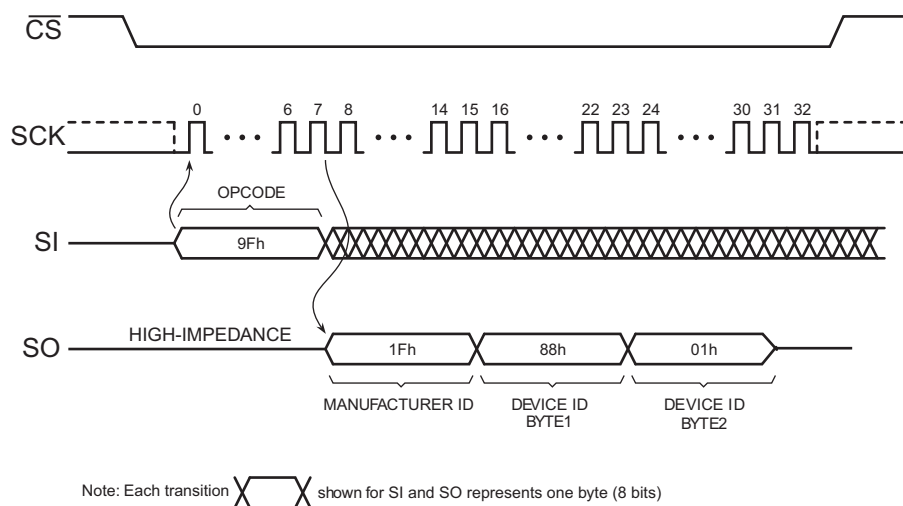 CS
0 6 7 8 14 15 16 22 23 24 30 31 32
SCK
OPCODE
SI 9Fh
HIGH-IMPEDANCE
SO 1Fh 88h 01h
MANUFACTURER ID DEVICE ID DEVICE ID
BYTE1 BYTE2
Note: Each transition shown for SI and SO represents one byte (8 bits)